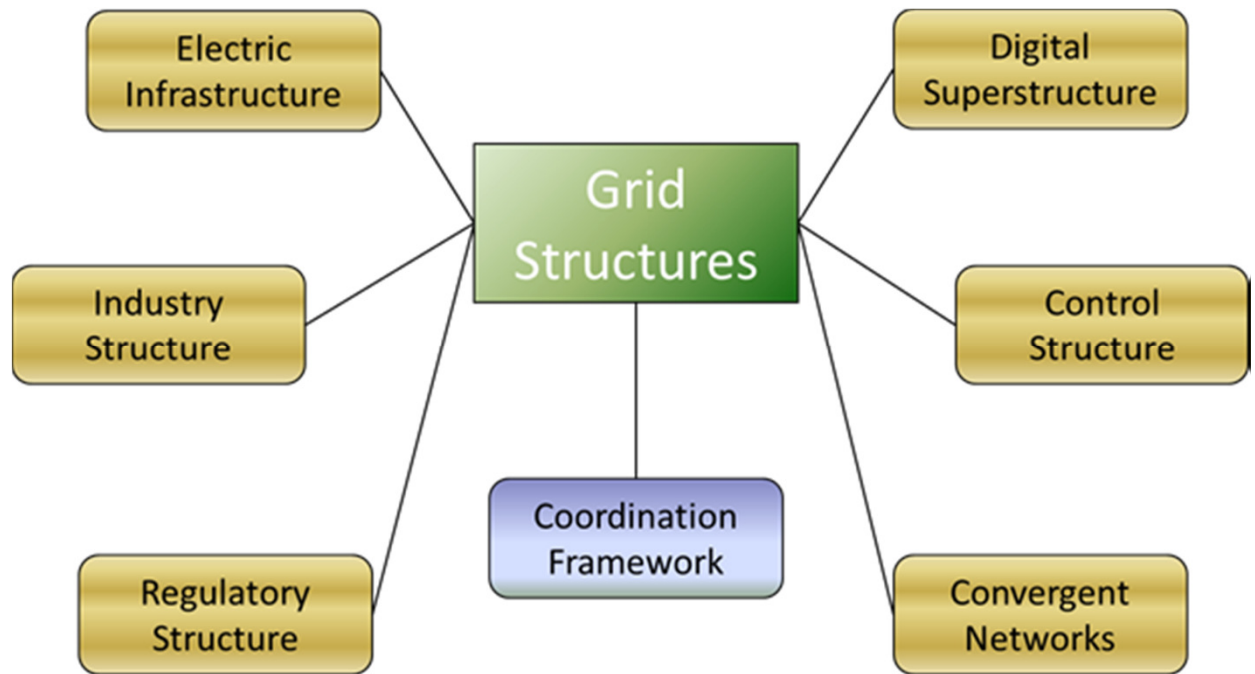 Electric
Infrastructure
Digital
Superstructure
Grid
Structures
Industry
Structure
Control
Structure
Coordination
Framework
Regulatory
Structure
Convergent
Networks